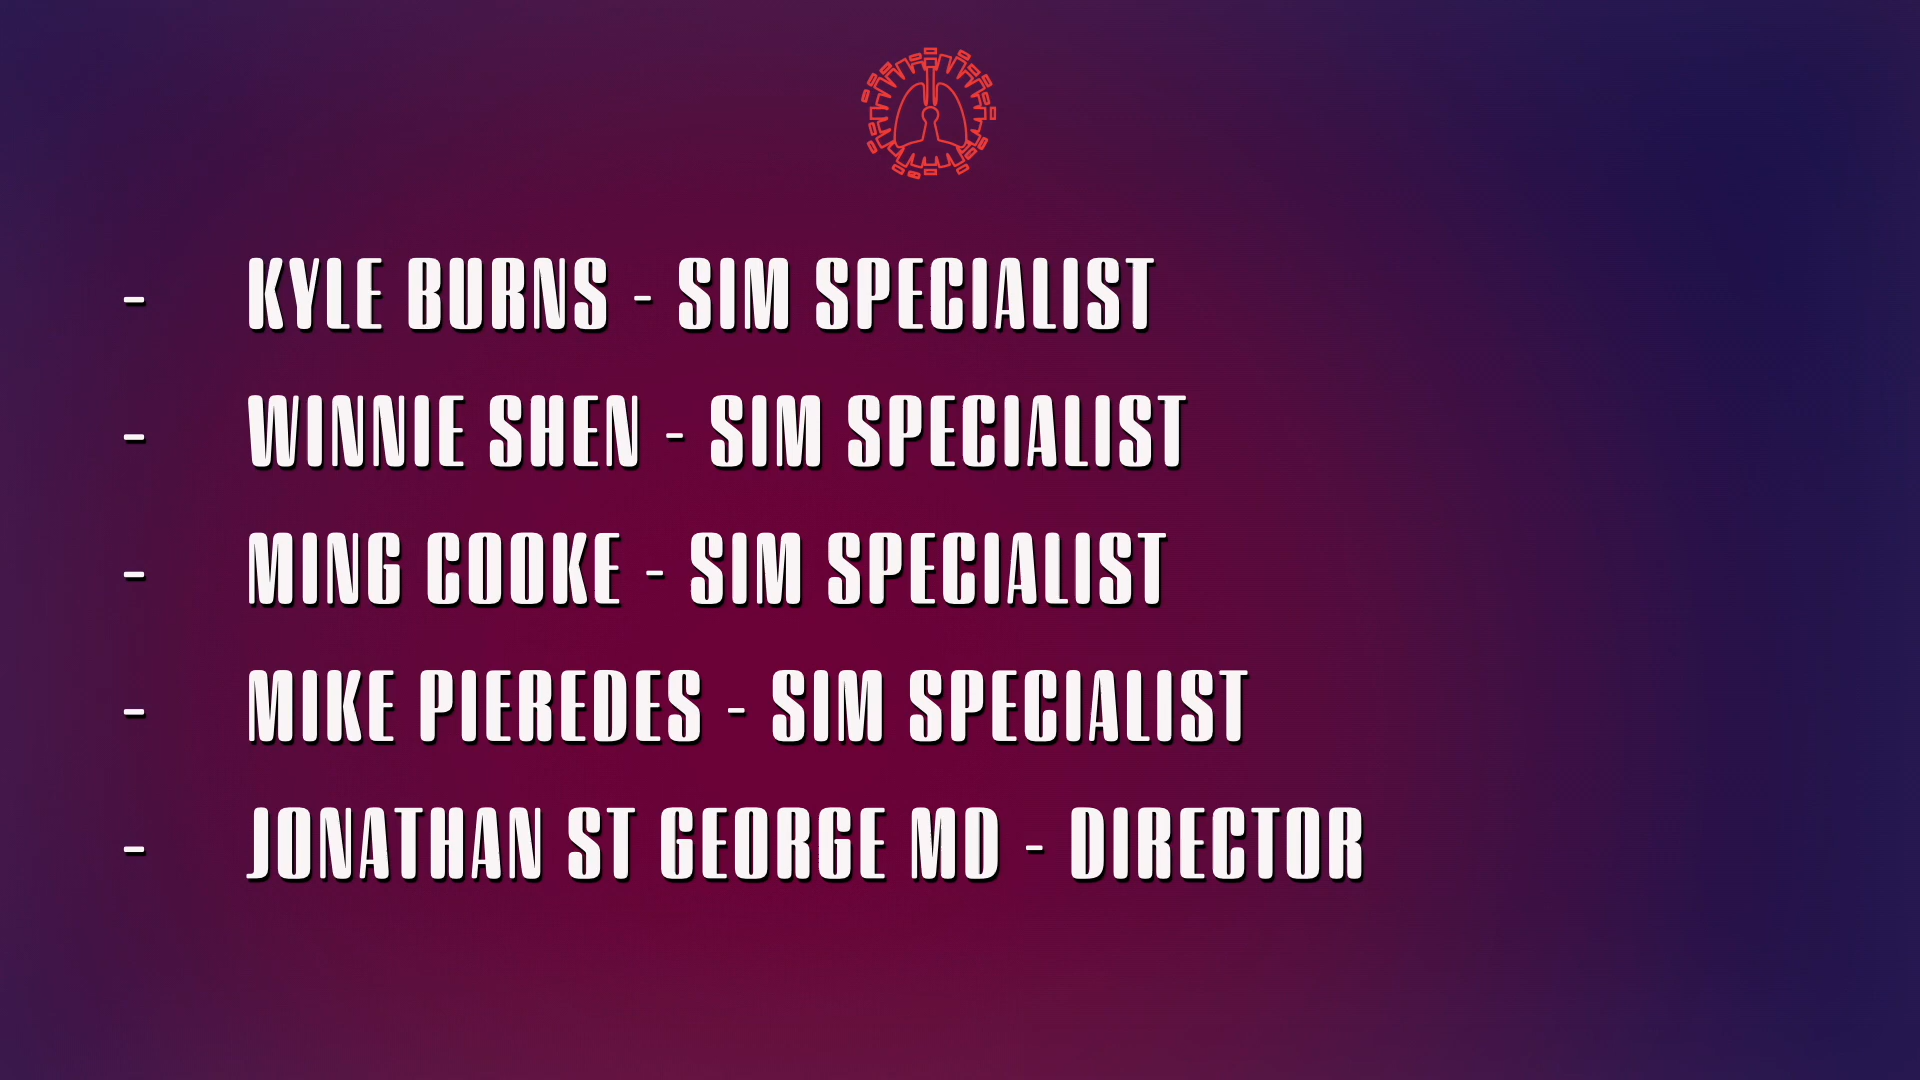 - KYLE BURNS - SIM SPECIALIST
- WINNIE SHEN - SIM SPECIALIST
- MING COOKE - SIM SPECIALIST
- MIKE PIEREDES - SIM SPECIALIST
- JONATHAN ST GEORGE MD - DIRECTOR